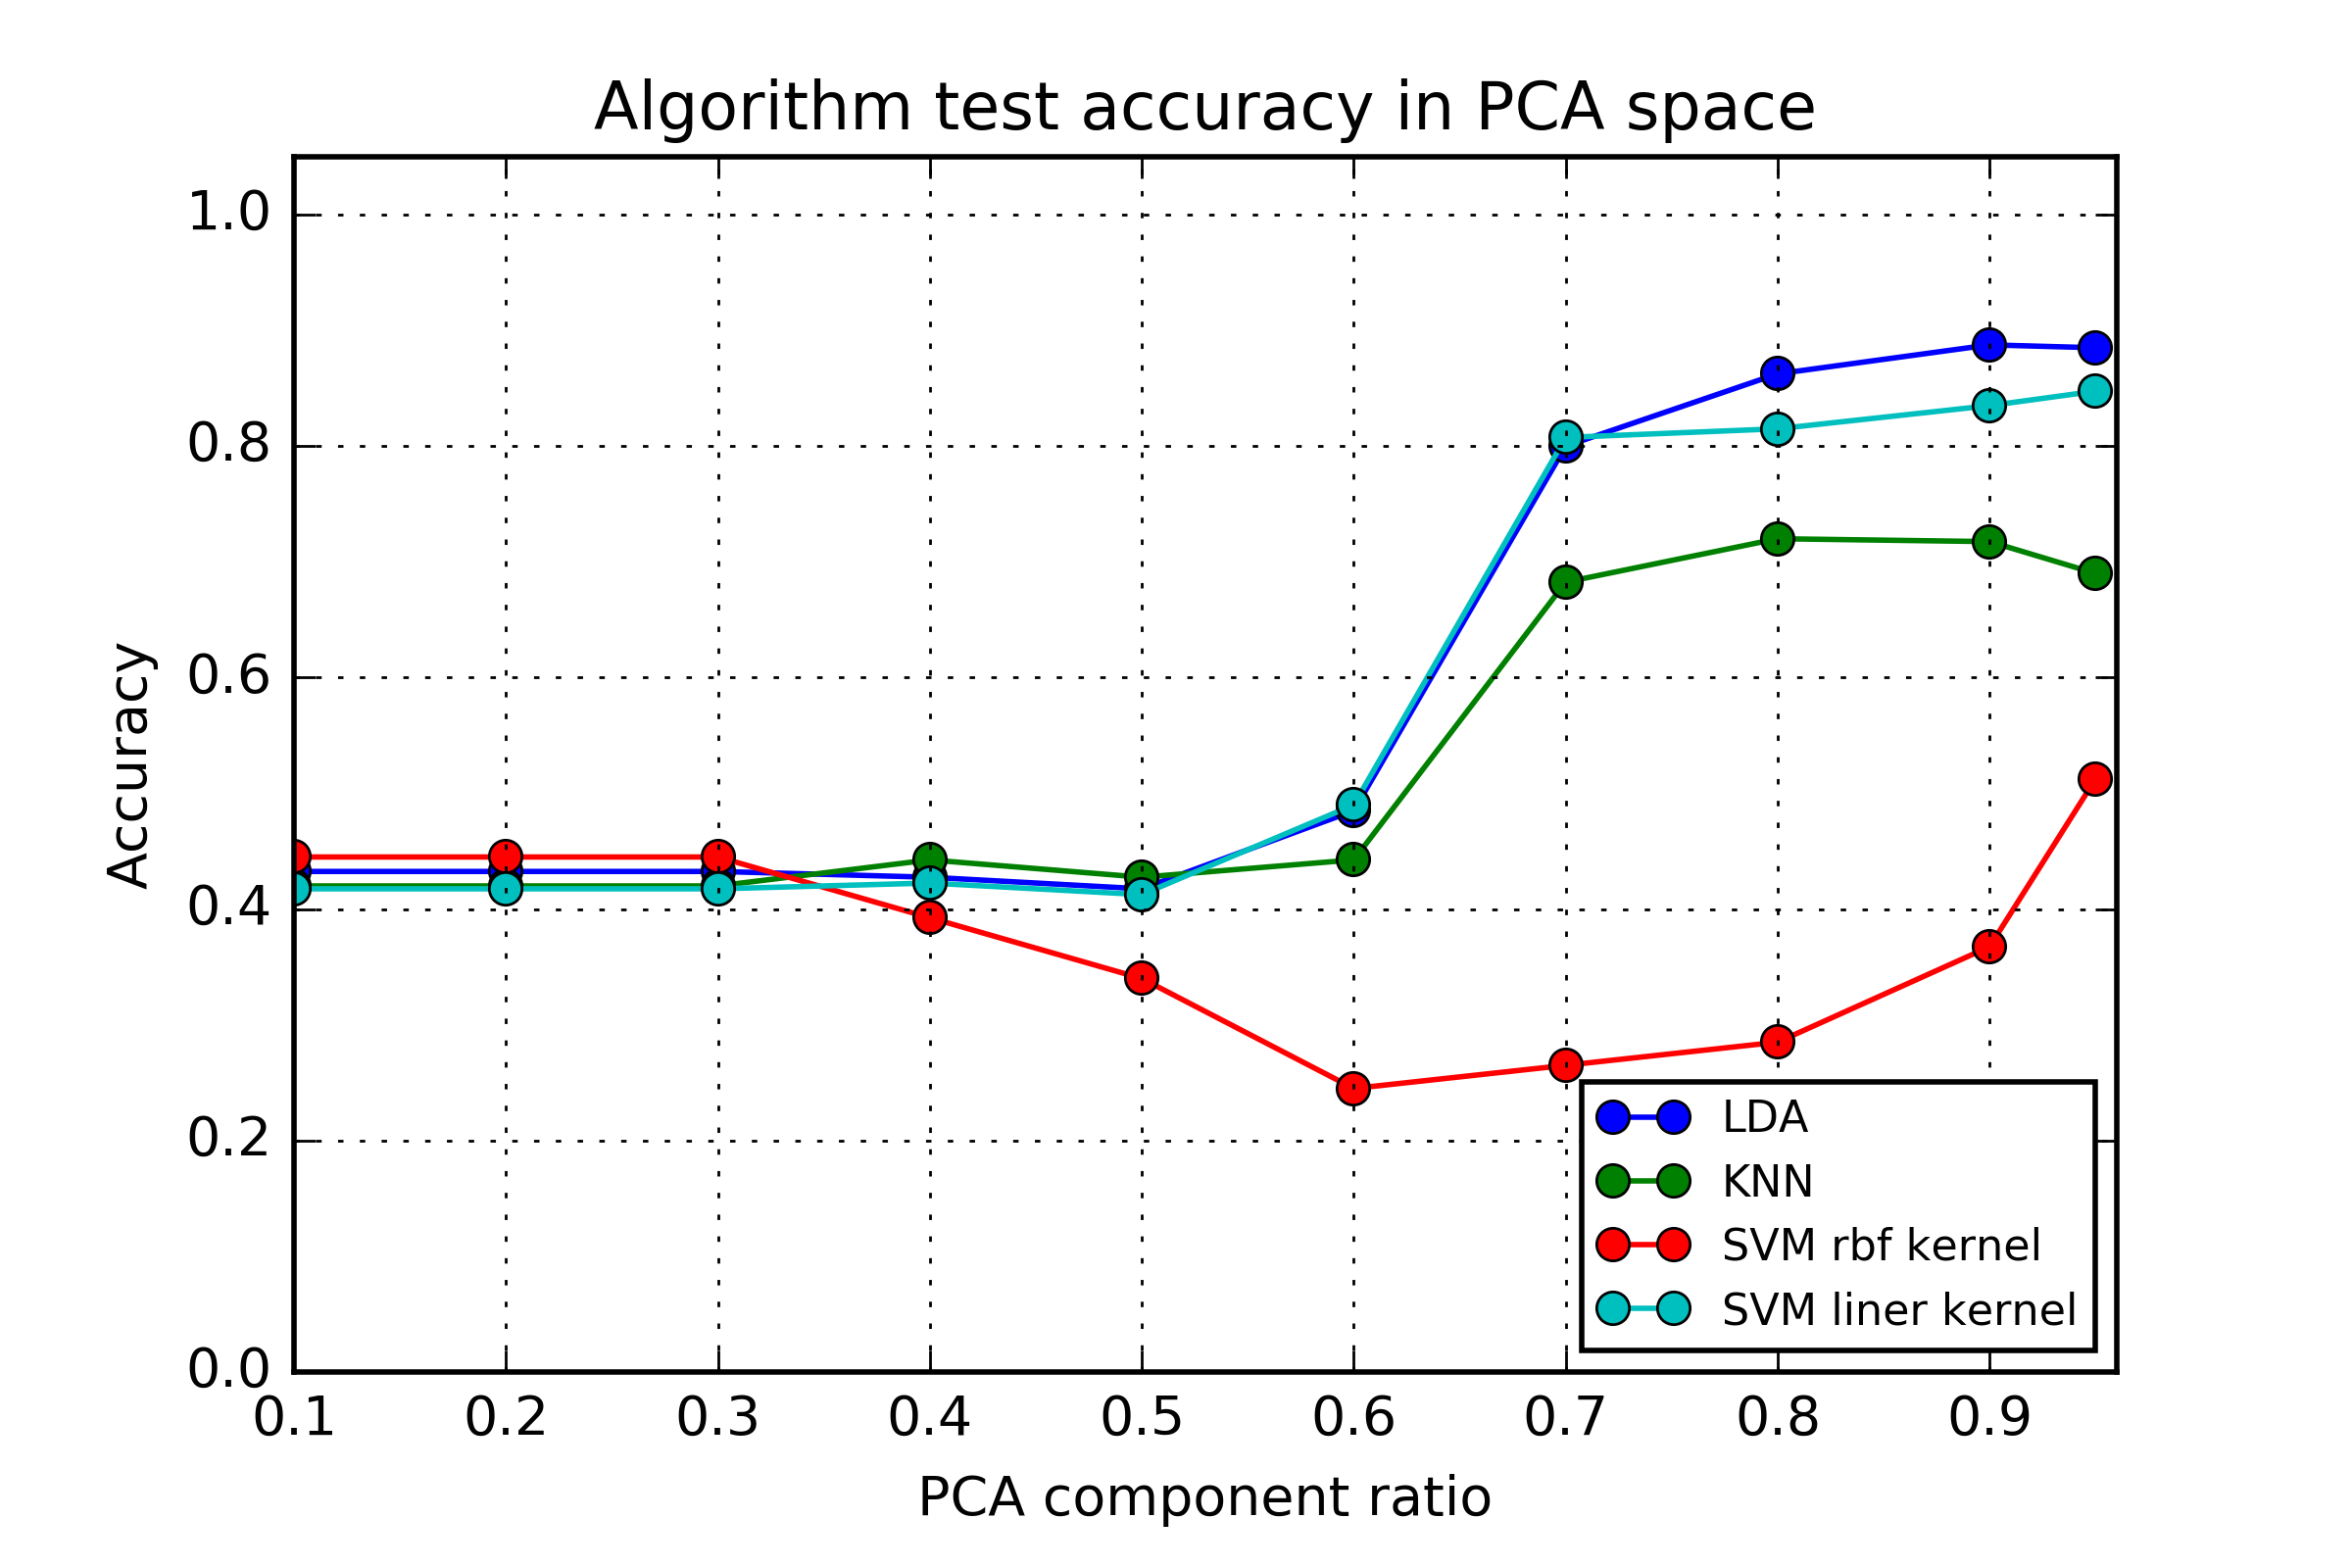 Algorithm test accuracy in PCA space
1.0
0.8
0.6
0.4
0.2
0.0
Accuracy
0.1 0.2 0.3 0.4 0.5 0.6 0.7 0.8 0.9
PCA component ratio
LDA
KNN
SVM rbf kernel
SVM liner kernel